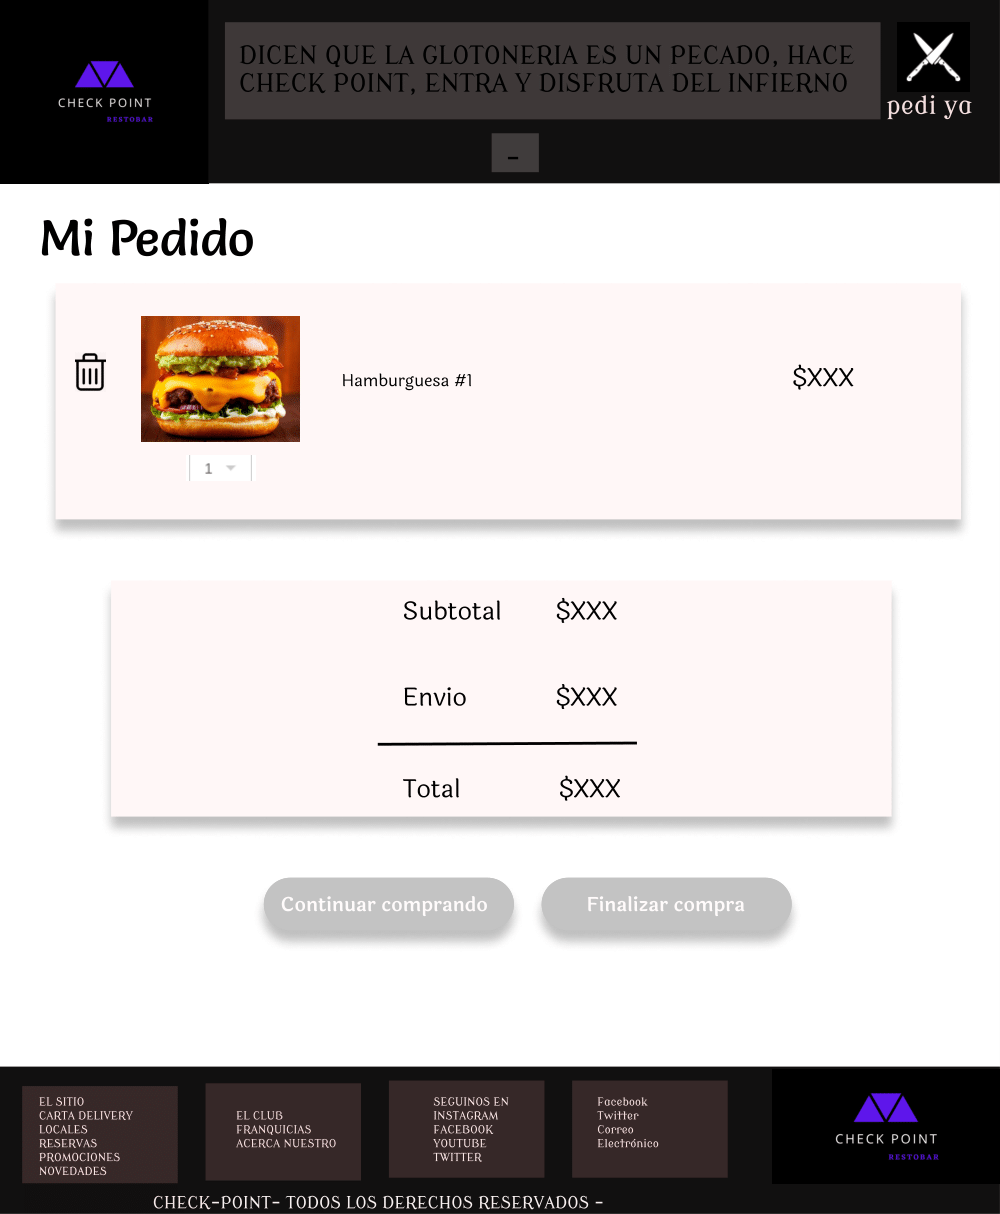 CHECK POINT
RESTOBAR
DICEN QUE LA GLOTONERIA ES UN PECADO, HACE
CHECK POINT, ENTRA Y DISFRUTA DEL INFIERNO
pedi ya
-
Mi Pedido
Hamburguesa #1
$XXX
1
Subtotal $XXX
Envio $XXX
Total $XXX
Continuar comprando
Finalizar compra
EL SITIO
CARTA DELIVERY
LOCALES
RESERVAS
PROMOCIONES
NOVEDADES
EL CLUB
FRANQUICIAS
ACERCA NUESTRO
SEGUINOS EN
INSTAGRAM
FACEBOOK
YOUTUBE
TWITTER
Facebook
Twitter
Correo
Electrónico
CHECK POINT
RESTOBAR
CHECK-POINT- TODOS LOS DERECHOS RESERVADOS -